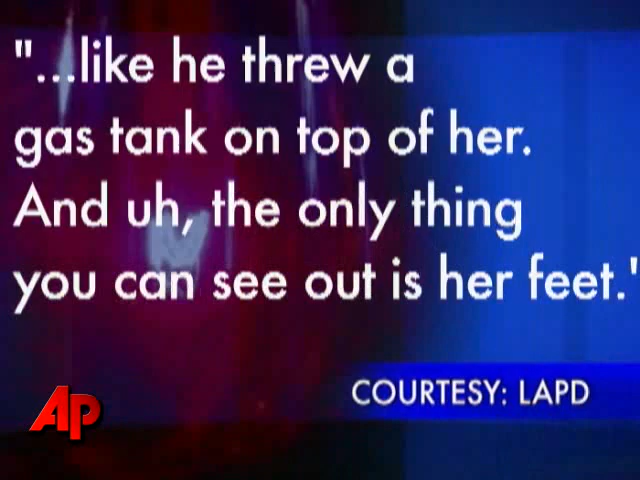 "...like he threw a
gas tank on top of her.
And uh, the only thing
you can see out is her feet.'
COURTESY: LAPD
AP